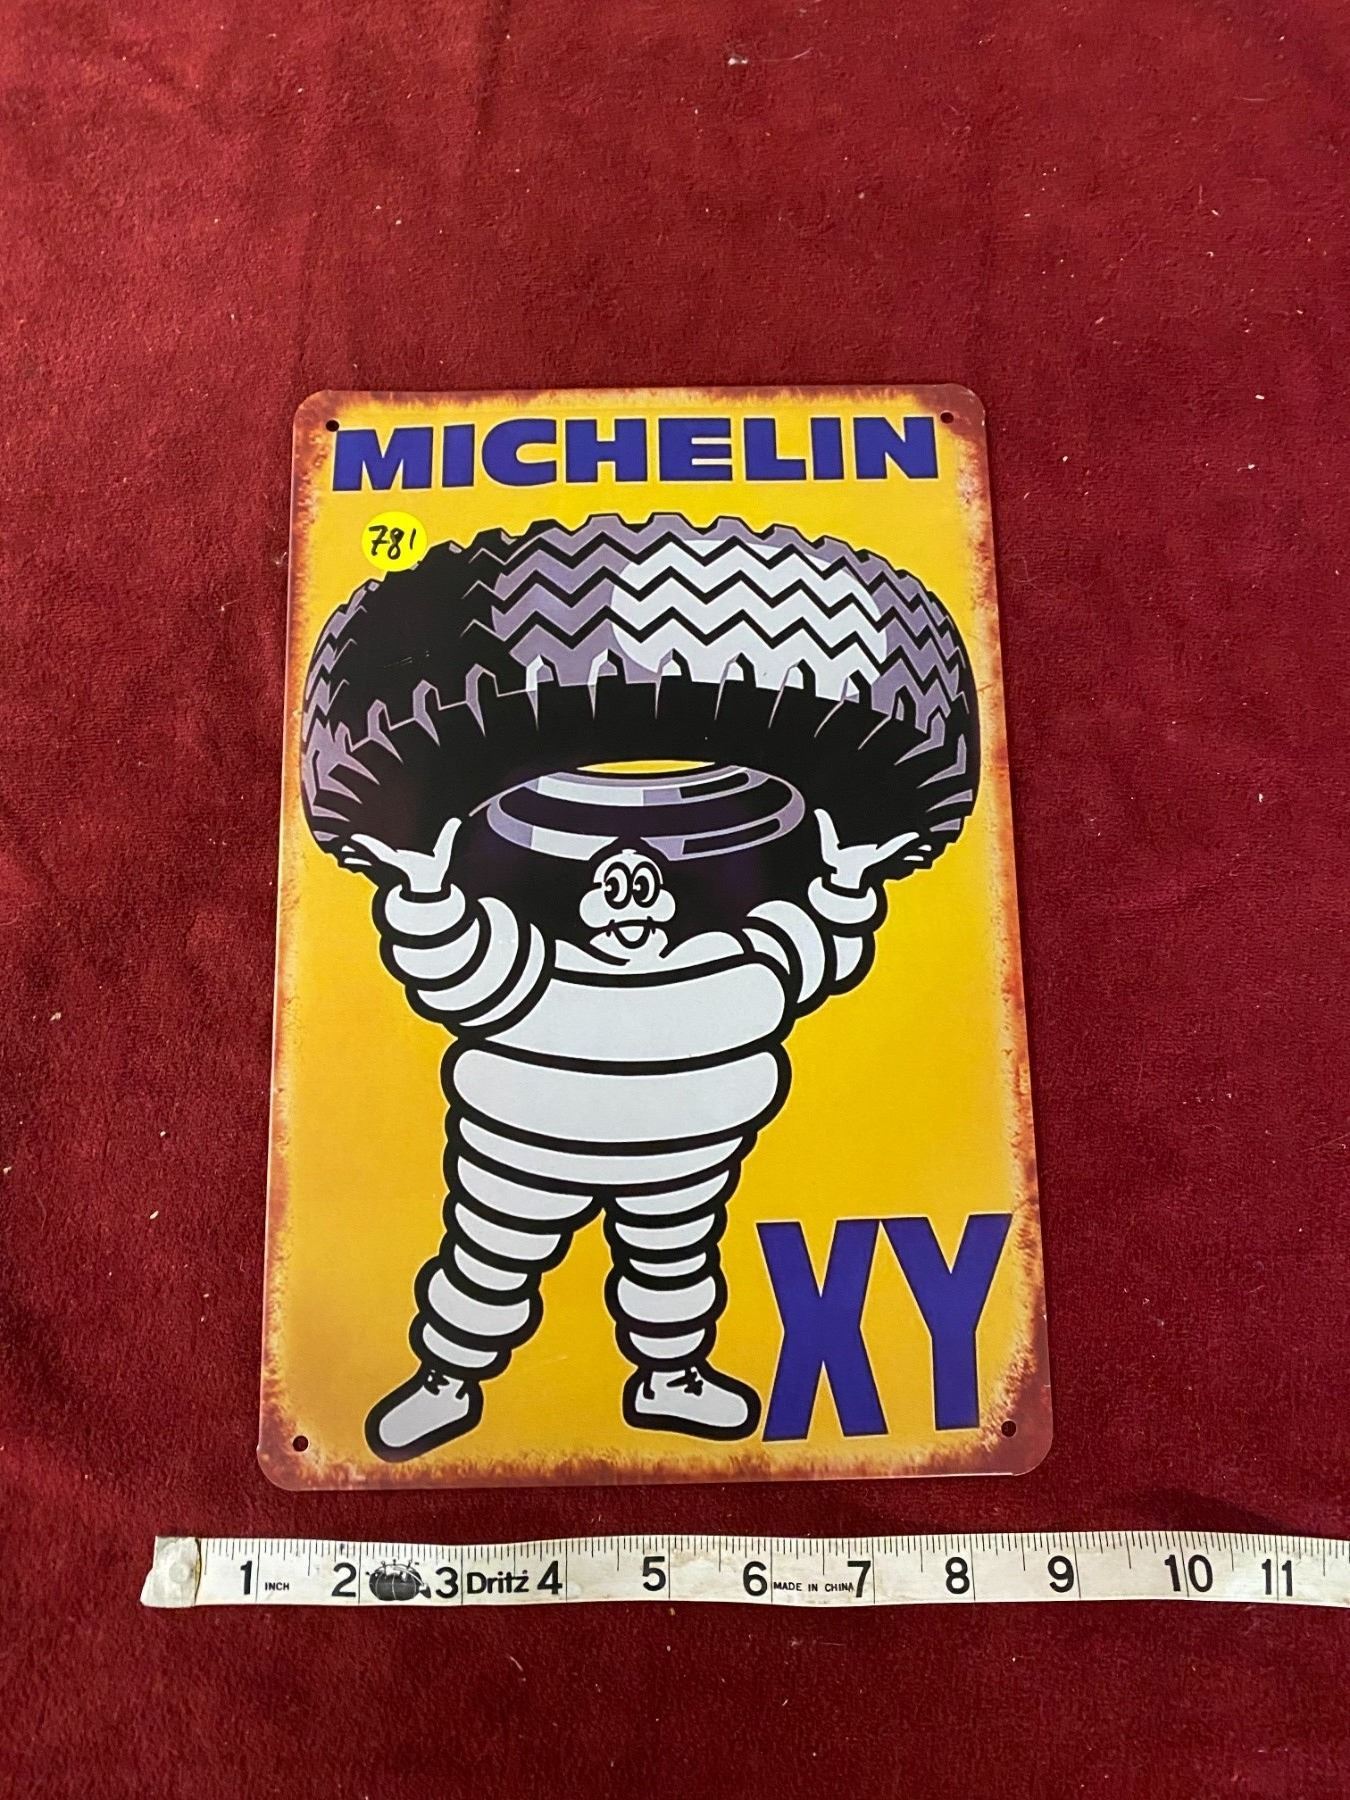 MICHELIN
781
XY
1 INCH 2 3 Dritz 4 5 6 MADE IN CHINA 7 8 9 10 11